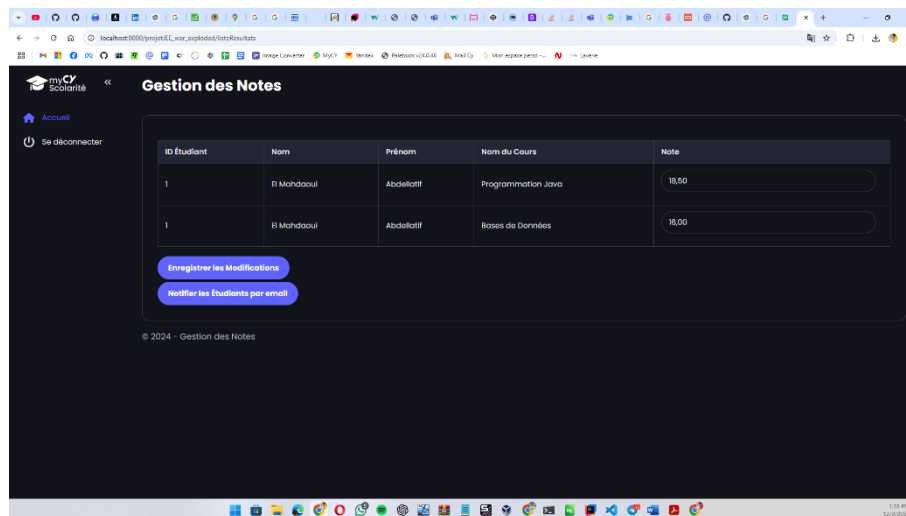 localhost:8080/projetJEE_war_exploded/listeResultats
Image Converter
MyCY
Yandex
Paletools v24.0.48
Mail Cy
Mon espace perso -...
Laverie
myCY
Scolarité
«
Gestion des Notes
Accueil
Se déconnecter
ID Étudiant Nom Prénom Nom du Cours Note
1 El Mahdaoui Abdellatif Programmation Java 18,50
1 El Mahdaoui Abdellatif Bases de Données 16,00
Enregistrer les Modifications
Notifier les Étudiants par email
© 2024 - Gestion des Notes